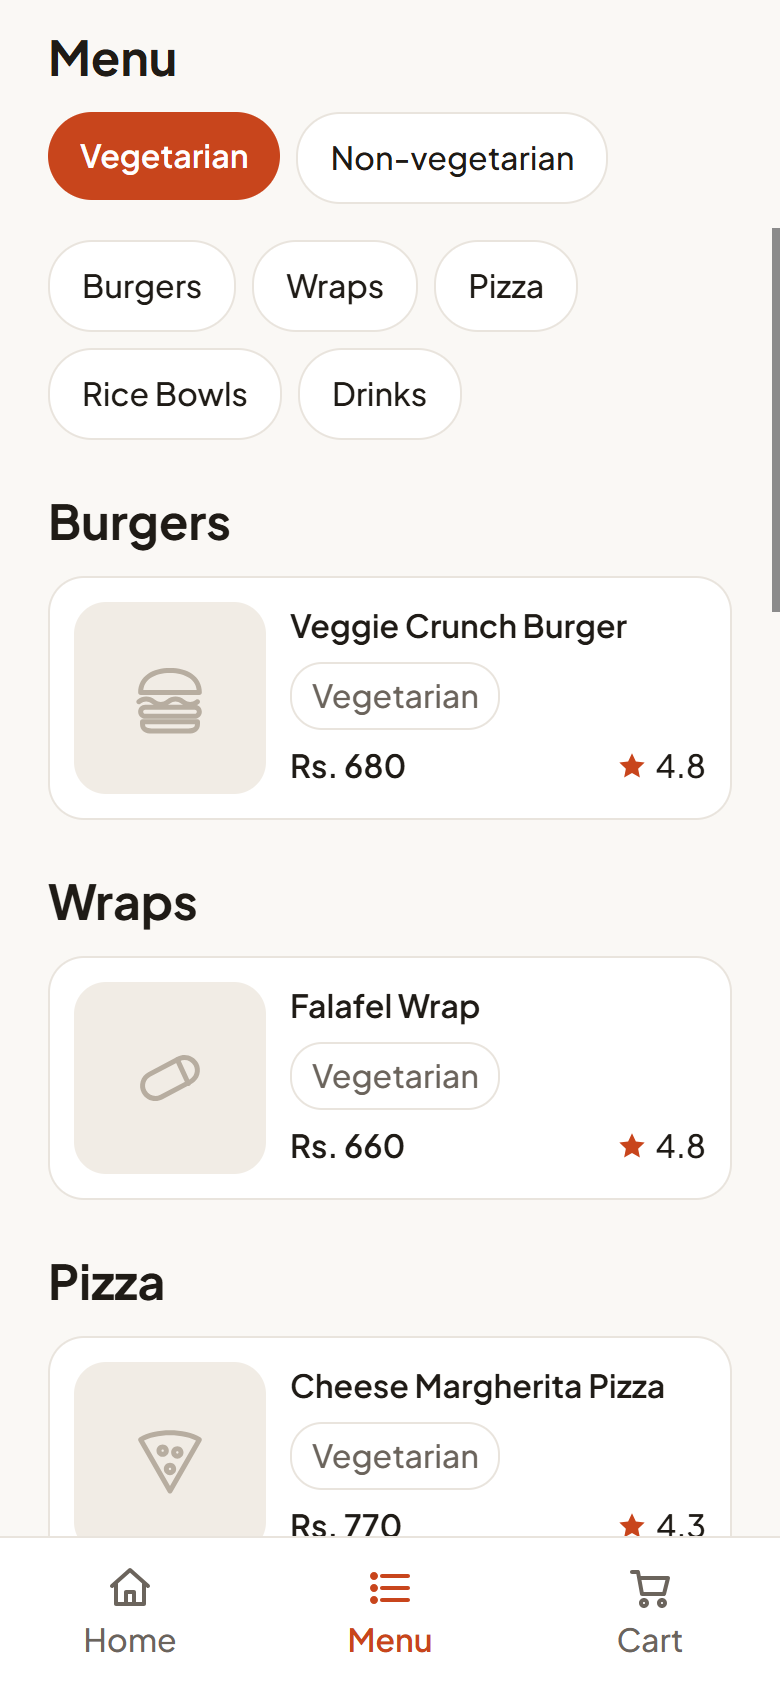 Menu
Vegetarian Non-vegetarian
Burgers Wraps Pizza
Rice Bowls Drinks
Burgers
Veggie Crunch Burger
Vegetarian
Rs. 680 4.8
Wraps
Falafel Wrap
Vegetarian
Rs. 660 4.8
Pizza
Cheese Margherita Pizza
Vegetarian
Rs. 770 4.3
Home Menu Cart